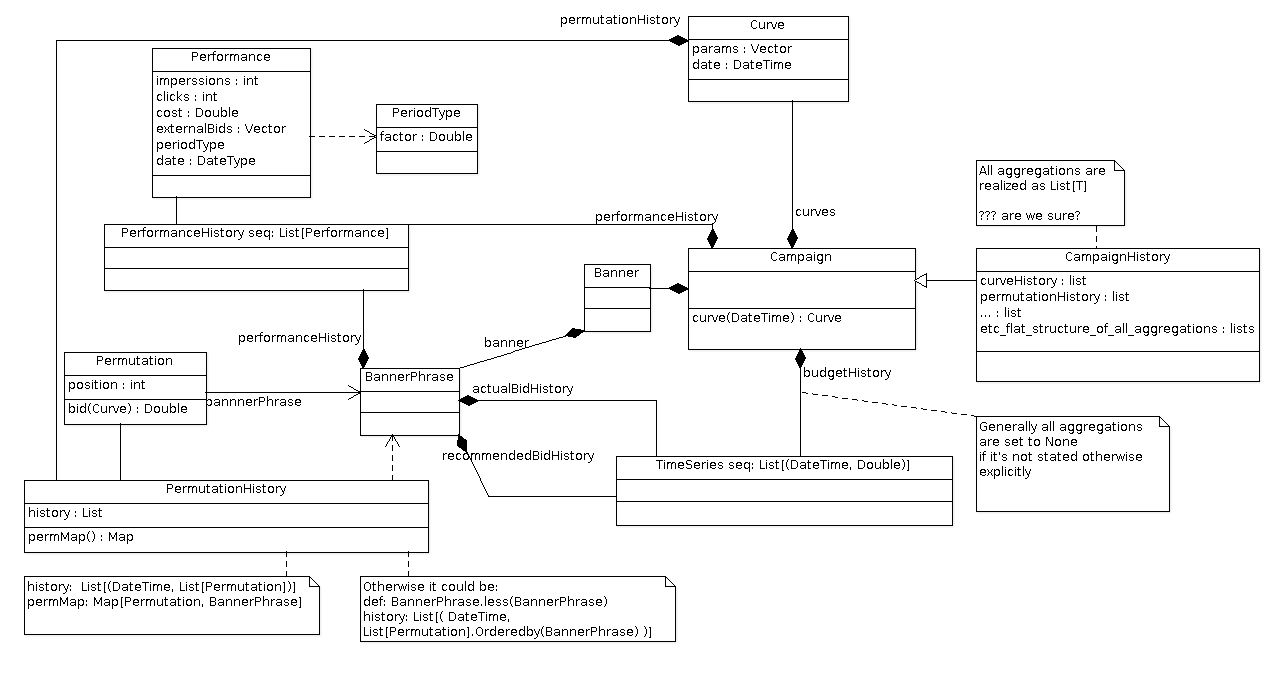 permutationHistory
Curve
params : Vector
date : DateTime
Performance
imperssions : int
clicks : int
cost : Double
externalBids : Vector
periodType
date : DateType
PeriodType
factor : Double
All aggregations are
realized as List[T]
??? are we sure?
performanceHistory
curves
PerformanceHistory seq: List[Performance]
Campaign
curve(DateTime) : Curve
CampaignHistory
curveHistory : list
permutationHistory : list
... : list
etc_flat_structure_of_all_aggregations : lists
Banner
performanceHistory
banner
Permutation
position : int
bid(Curve) : Double
bannnerPhrase
BannerPhrase
actualBidHistory
budgetHistory
recommendedBidHistory
Generally all aggregations
are set to None
if it's not stated otherwise
explicitly
TimeSeries seq: List[(DateTime, Double)]
PermutationHistory
history : List
permMap() : Map
history:  List[(DateTime, List[Permutation])]
permMap: Map[Permutation, BannerPhrase]
Otherwise it could be:
def: BannerPhrase.less(BannerPhrase)
history: List[( DateTime,
List[Permutation].Orderedby(BannerPhrase) )]